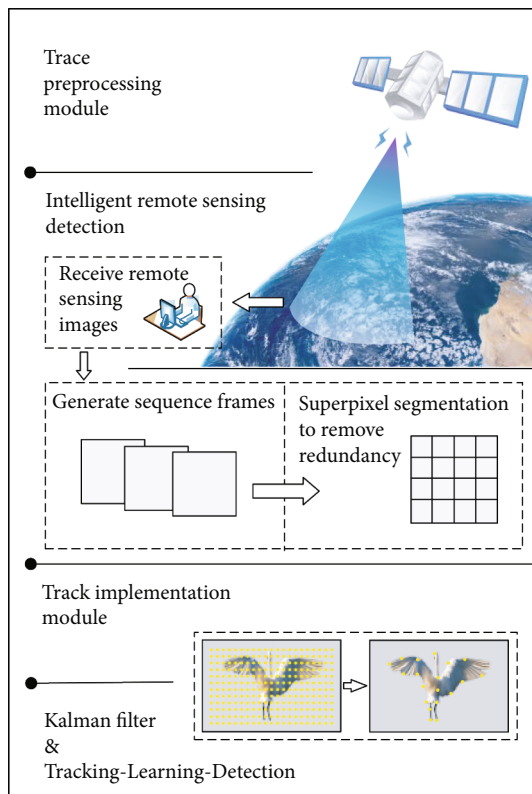 Trace
preprocessing
module
Intelligent remote sensing
detection
Receive remote
sensing
images
Generate sequence frames
Superpixel segmentation
to remove
redundancy
Track implementation
module
Kalman filter
&
Tracking-Learning-Detection